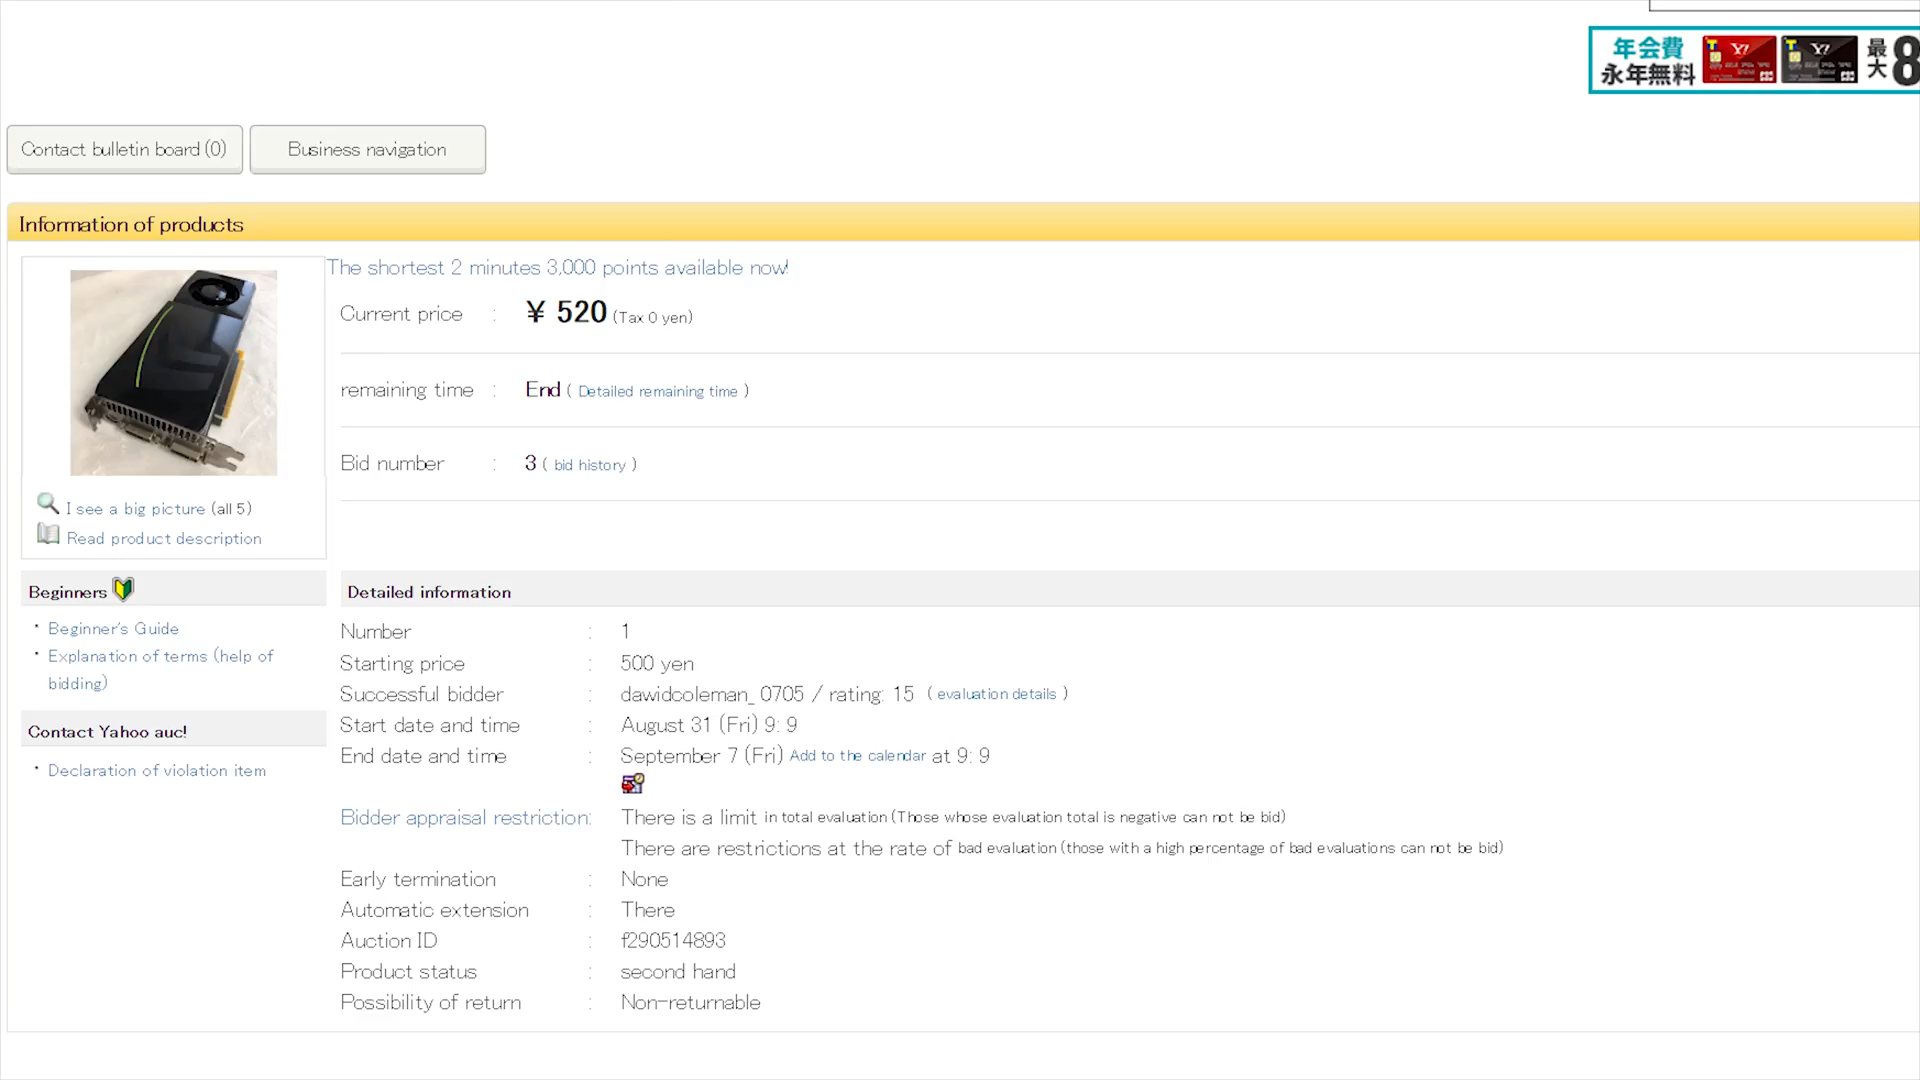 年会費
永年無料
Y!
Y!
最大8
Contact bulletin board (0)
Business navigation
Information of products
The shortest 2 minutes 3,000 points available now!
Current price : ¥ 520 (Tax 0 yen)
remaining time : End ( Detailed remaining time )
Bid number : 3 ( bid history )
I see a big picture (all 5)
Read product description
Beginners
・Beginner's Guide
・Explanation of terms (help of
bidding)
Contact Yahoo auc!
・Declaration of violation item
Detailed information
Number : 1
Starting price : 500 yen
Successful bidder : dawidcoleman_ 0705 / rating: 15 ( evaluation details )
Start date and time : August 31 (Fri) 9: 9
End date and time : September 7 (Fri) Add to the calendar at 9: 9
Bidder appraisal restriction: There is a limit in total evaluation (Those whose evaluation total is negative can not be bid)
There are restrictions at the rate of bad evaluation (those with a high percentage of bad evaluations can not be bid)
Early termination : None
Automatic extension : There
Auction ID : f290514893
Product status : second hand
Possibility of return : Non-returnable